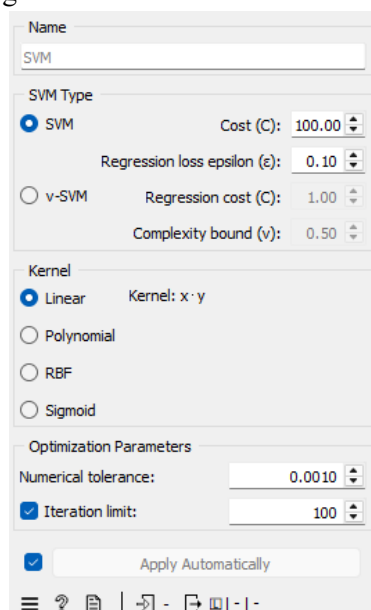 Name
SVM
SVM Type
SVM Cost (C): 100.00
Regression loss epsilon (ε): 0.10
ν-SVM Regression cost (C): 1.00
Complexity bound (ν): 0.50
Kernel
Linear Kernel: x·y
Polynomial
RBF
Sigmoid
Optimization Parameters
Numerical tolerance: 0.0010
Iteration limit: 100
Apply Automatically
? | - | - | -